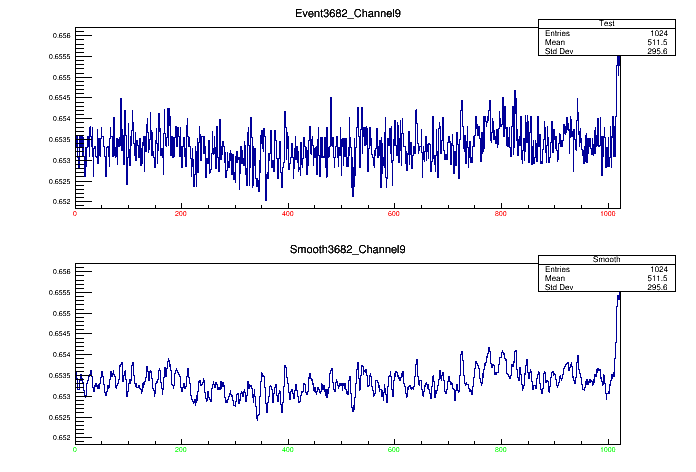 Event3682_Channel9
Test
Entries 1024
Mean 511.5
Std Dev 295.6
0.656
0.6555
0.655
0.6545
0.654
0.6535
0.653
0.6525
0.652
0 200 400 600 800 1000
Smooth3682_Channel9
Smooth
Entries 1024
Mean 511.5
Std Dev 295.6
0.656
0.6555
0.655
0.6545
0.654
0.6535
0.653
0.6525
0.652
0 200 400 600 800 1000